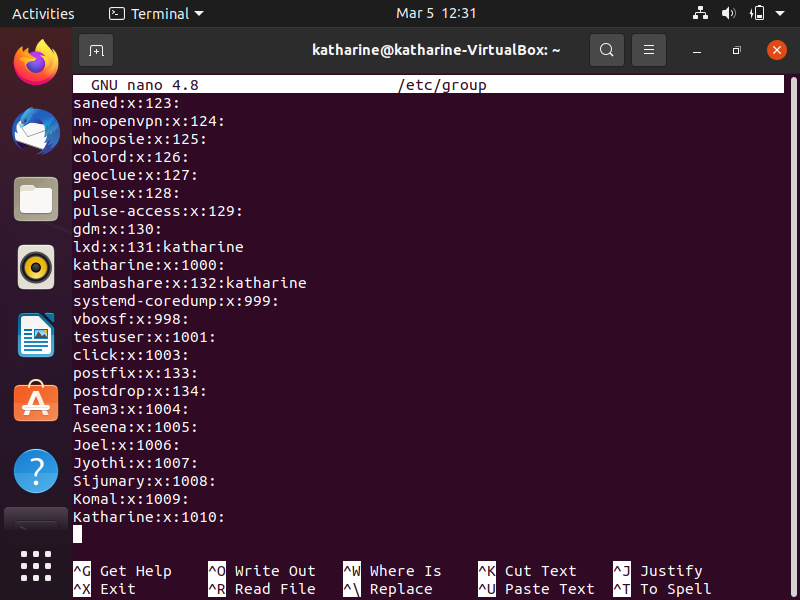 Activities Terminal Mar 5 12:31
katharine@katharine-VirtualBox: ~
GNU nano 4.8 /etc/group
saned:x:123:
nm-openvpn:x:124:
whoopsie:x:125:
colord:x:126:
geoclue:x:127:
pulse:x:128:
pulse-access:x:129:
gdm:x:130:
lxd:x:131:katharine
katharine:x:1000:
sambashare:x:132:katharine
systemd-coredump:x:999:
vboxsf:x:998:
testuser:x:1001:
click:x:1003:
postfix:x:133:
postdrop:x:134:
Team3:x:1004:
Aseena:x:1005:
Joel:x:1006:
Jyothi:x:1007:
Sijumary:x:1008:
Komal:x:1009:
Katharine:x:1010:
^G Get Help ^O Write Out ^W Where Is ^K Cut Text ^J Justify
^X Exit ^R Read File ^\ Replace ^U Paste Text ^T To Spell